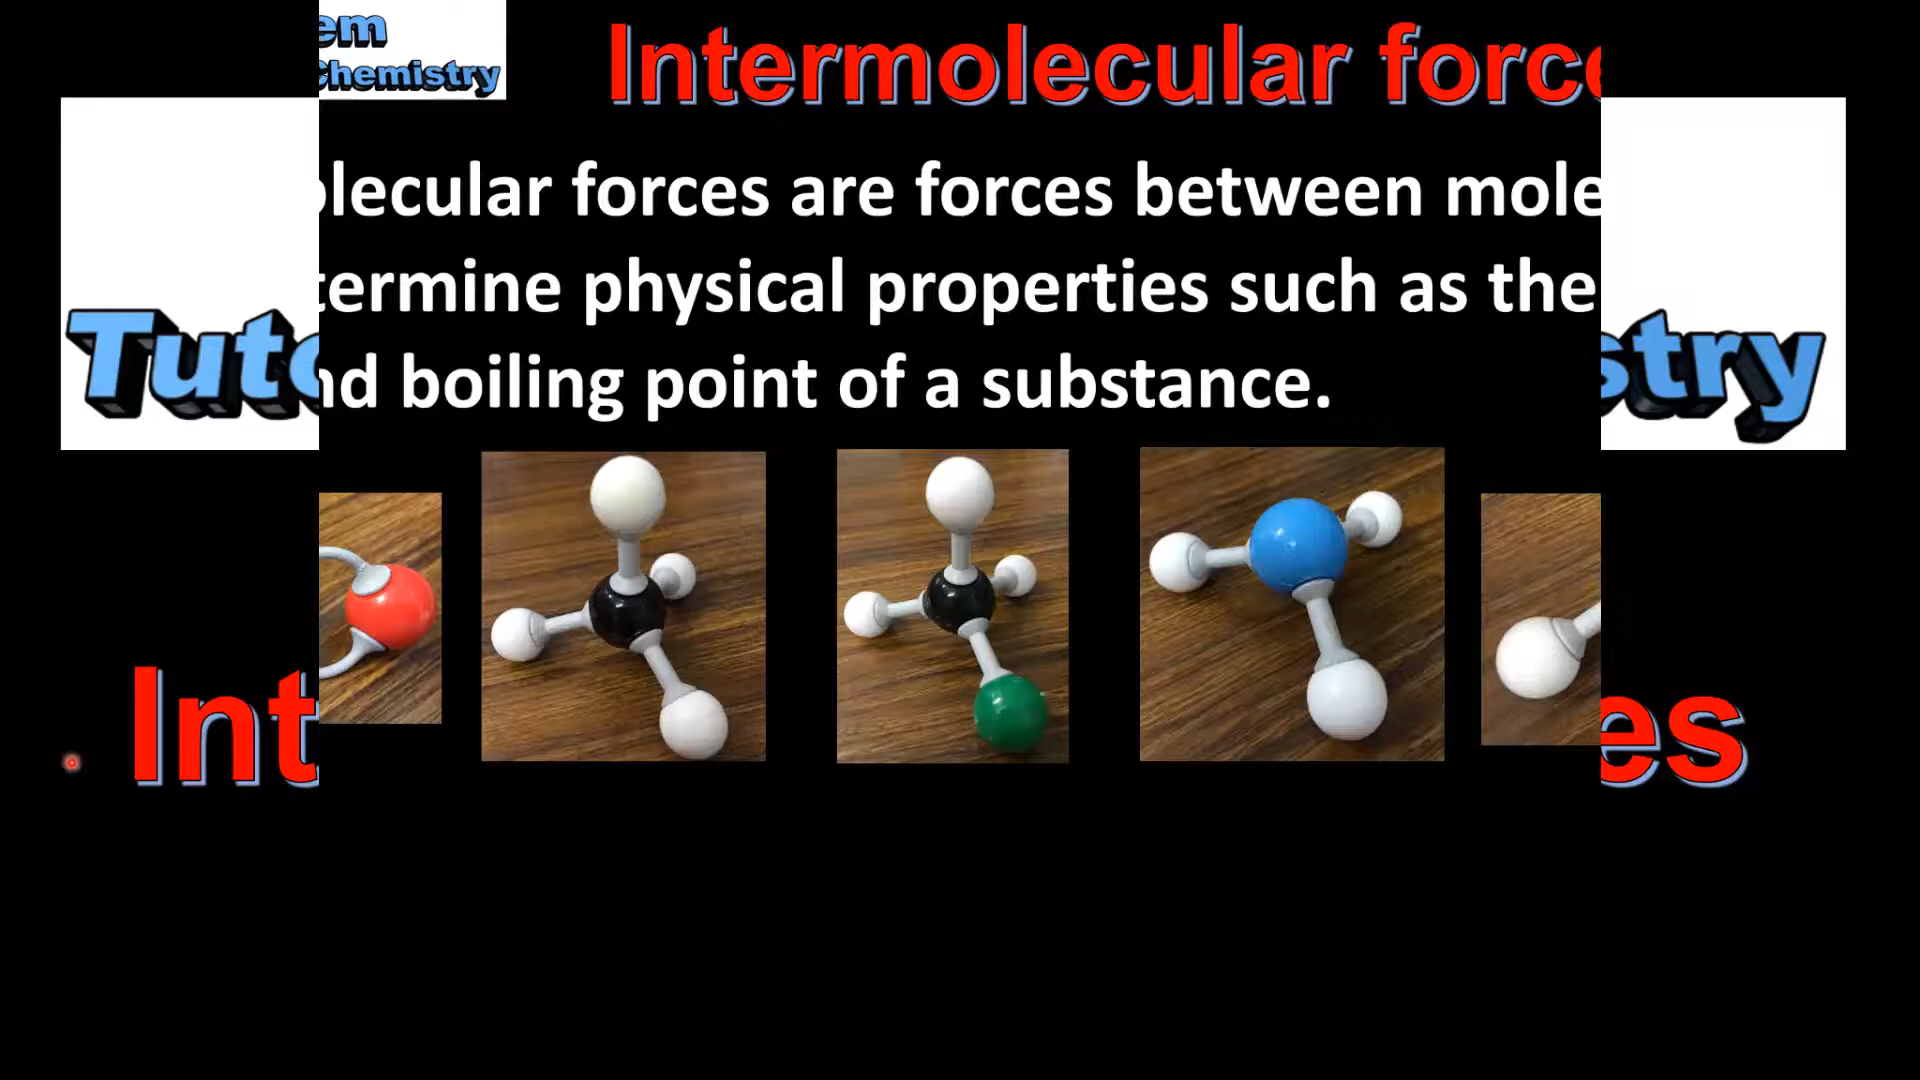 em
Chemistry
Intermolecular forc
lecular forces are forces between mole
termine physical properties such as the
nd boiling point of a substance.
Tut stry
Int es